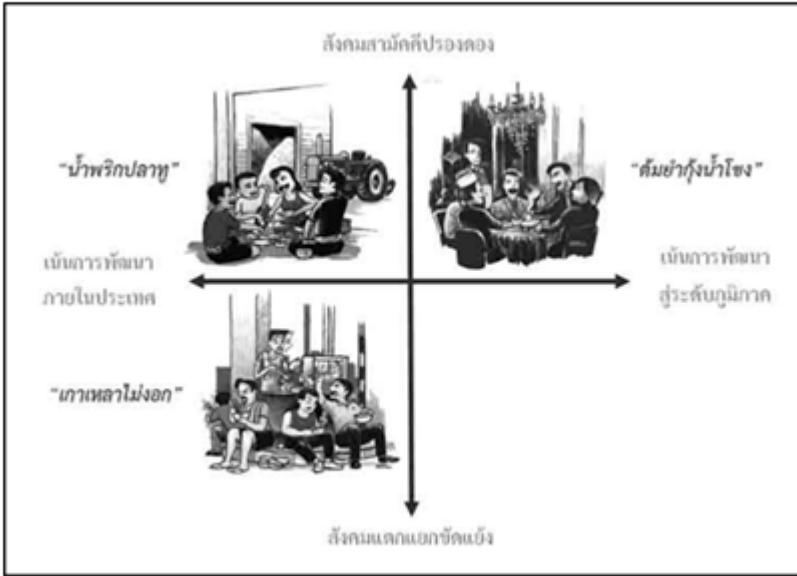 สังคมสามัคคีปรองดอง
“น้ำพริกปลาทู”
“ต้มยำกุ้งน้ำโขง”
เน้นการพัฒนา
ภายในประเทศ
เน้นการพัฒนา
สู่ระดับภูมิภาค
“เกาเหลาไม่งอก”
สังคมแตกแยกขัดแย้ง